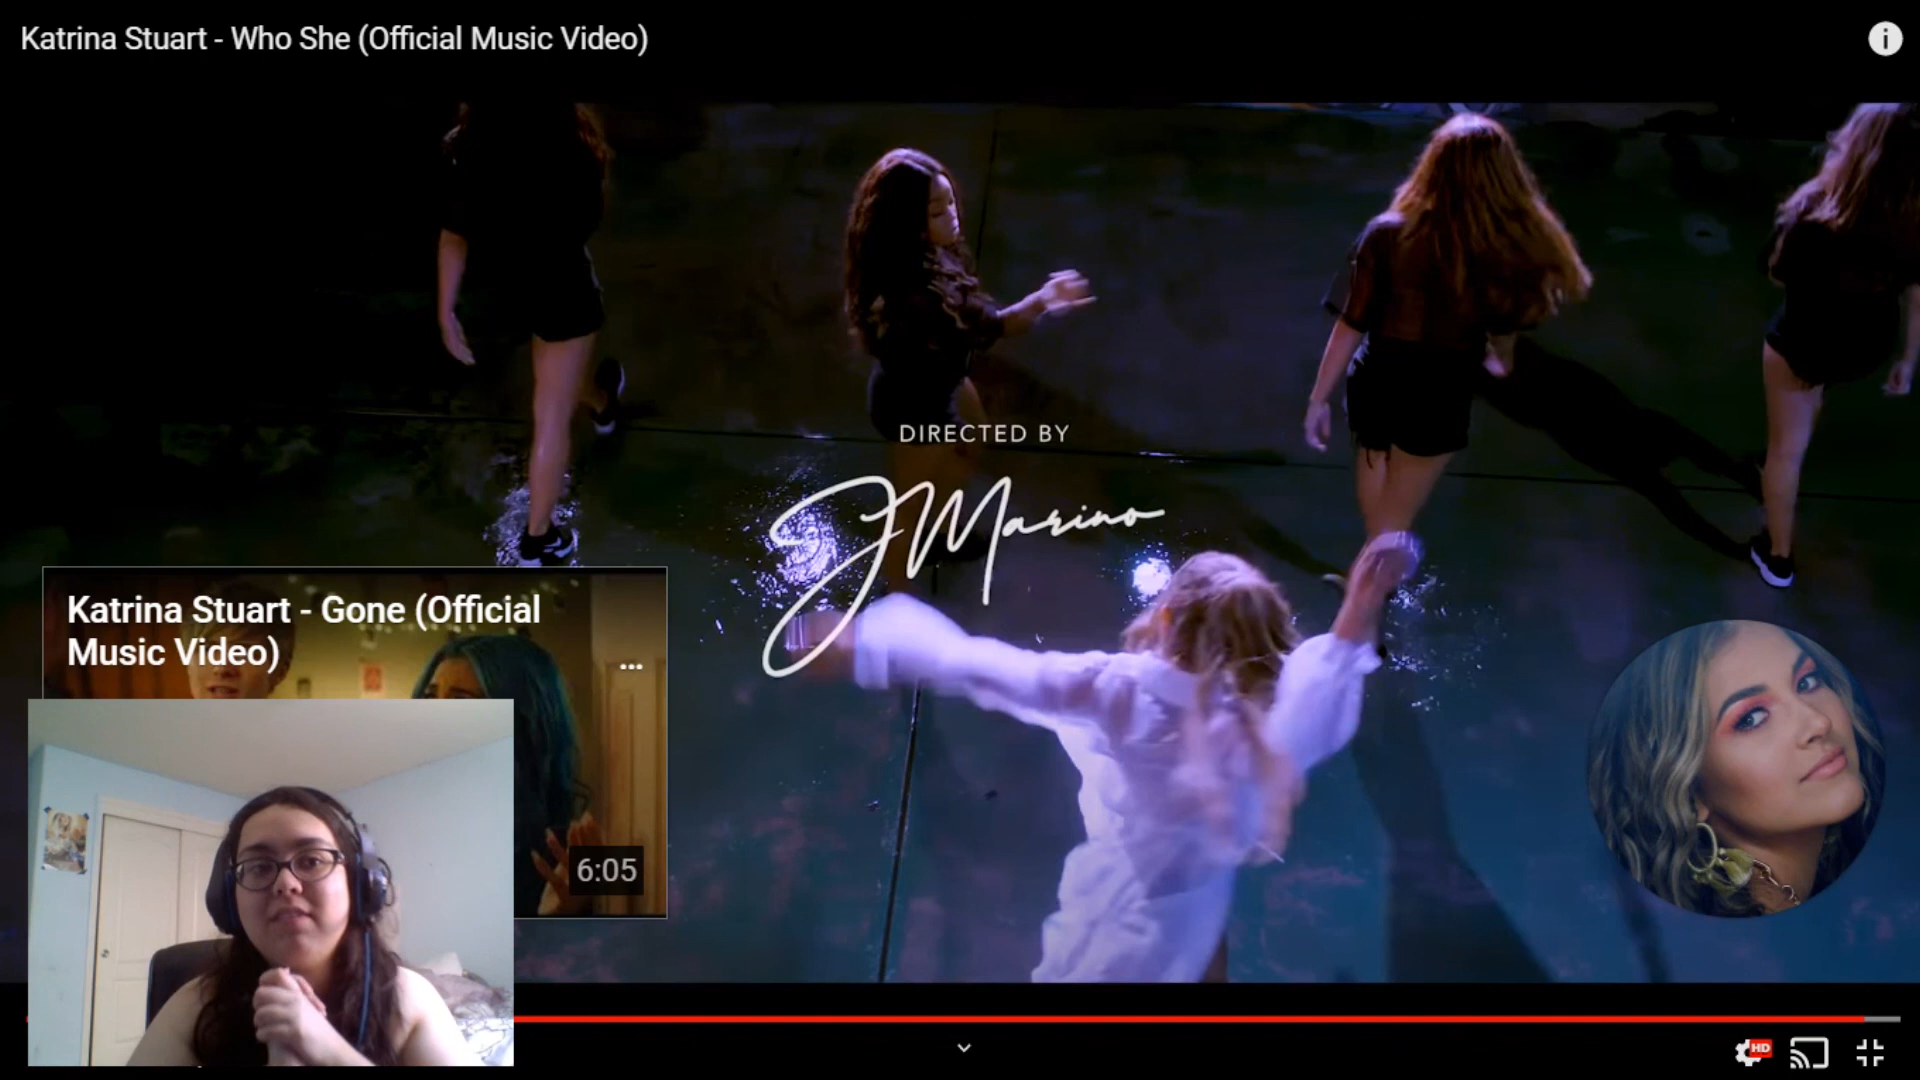 Katrina Stuart - Who She (Official Music Video)
DIRECTED BY
JMarino
Katrina Stuart - Gone (Official
Music Video)
6:05
HD